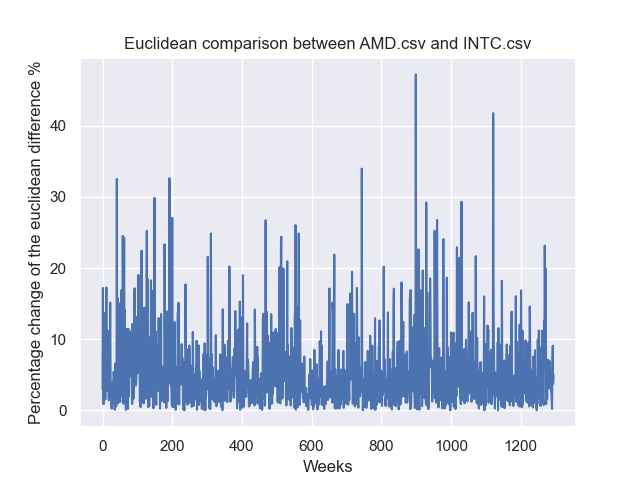 Euclidean comparison between AMD.csv and INTC.csv
Percentage change of the euclidean difference %
40
30
20
10
0
0 200 400 600 800 1000 1200
Weeks